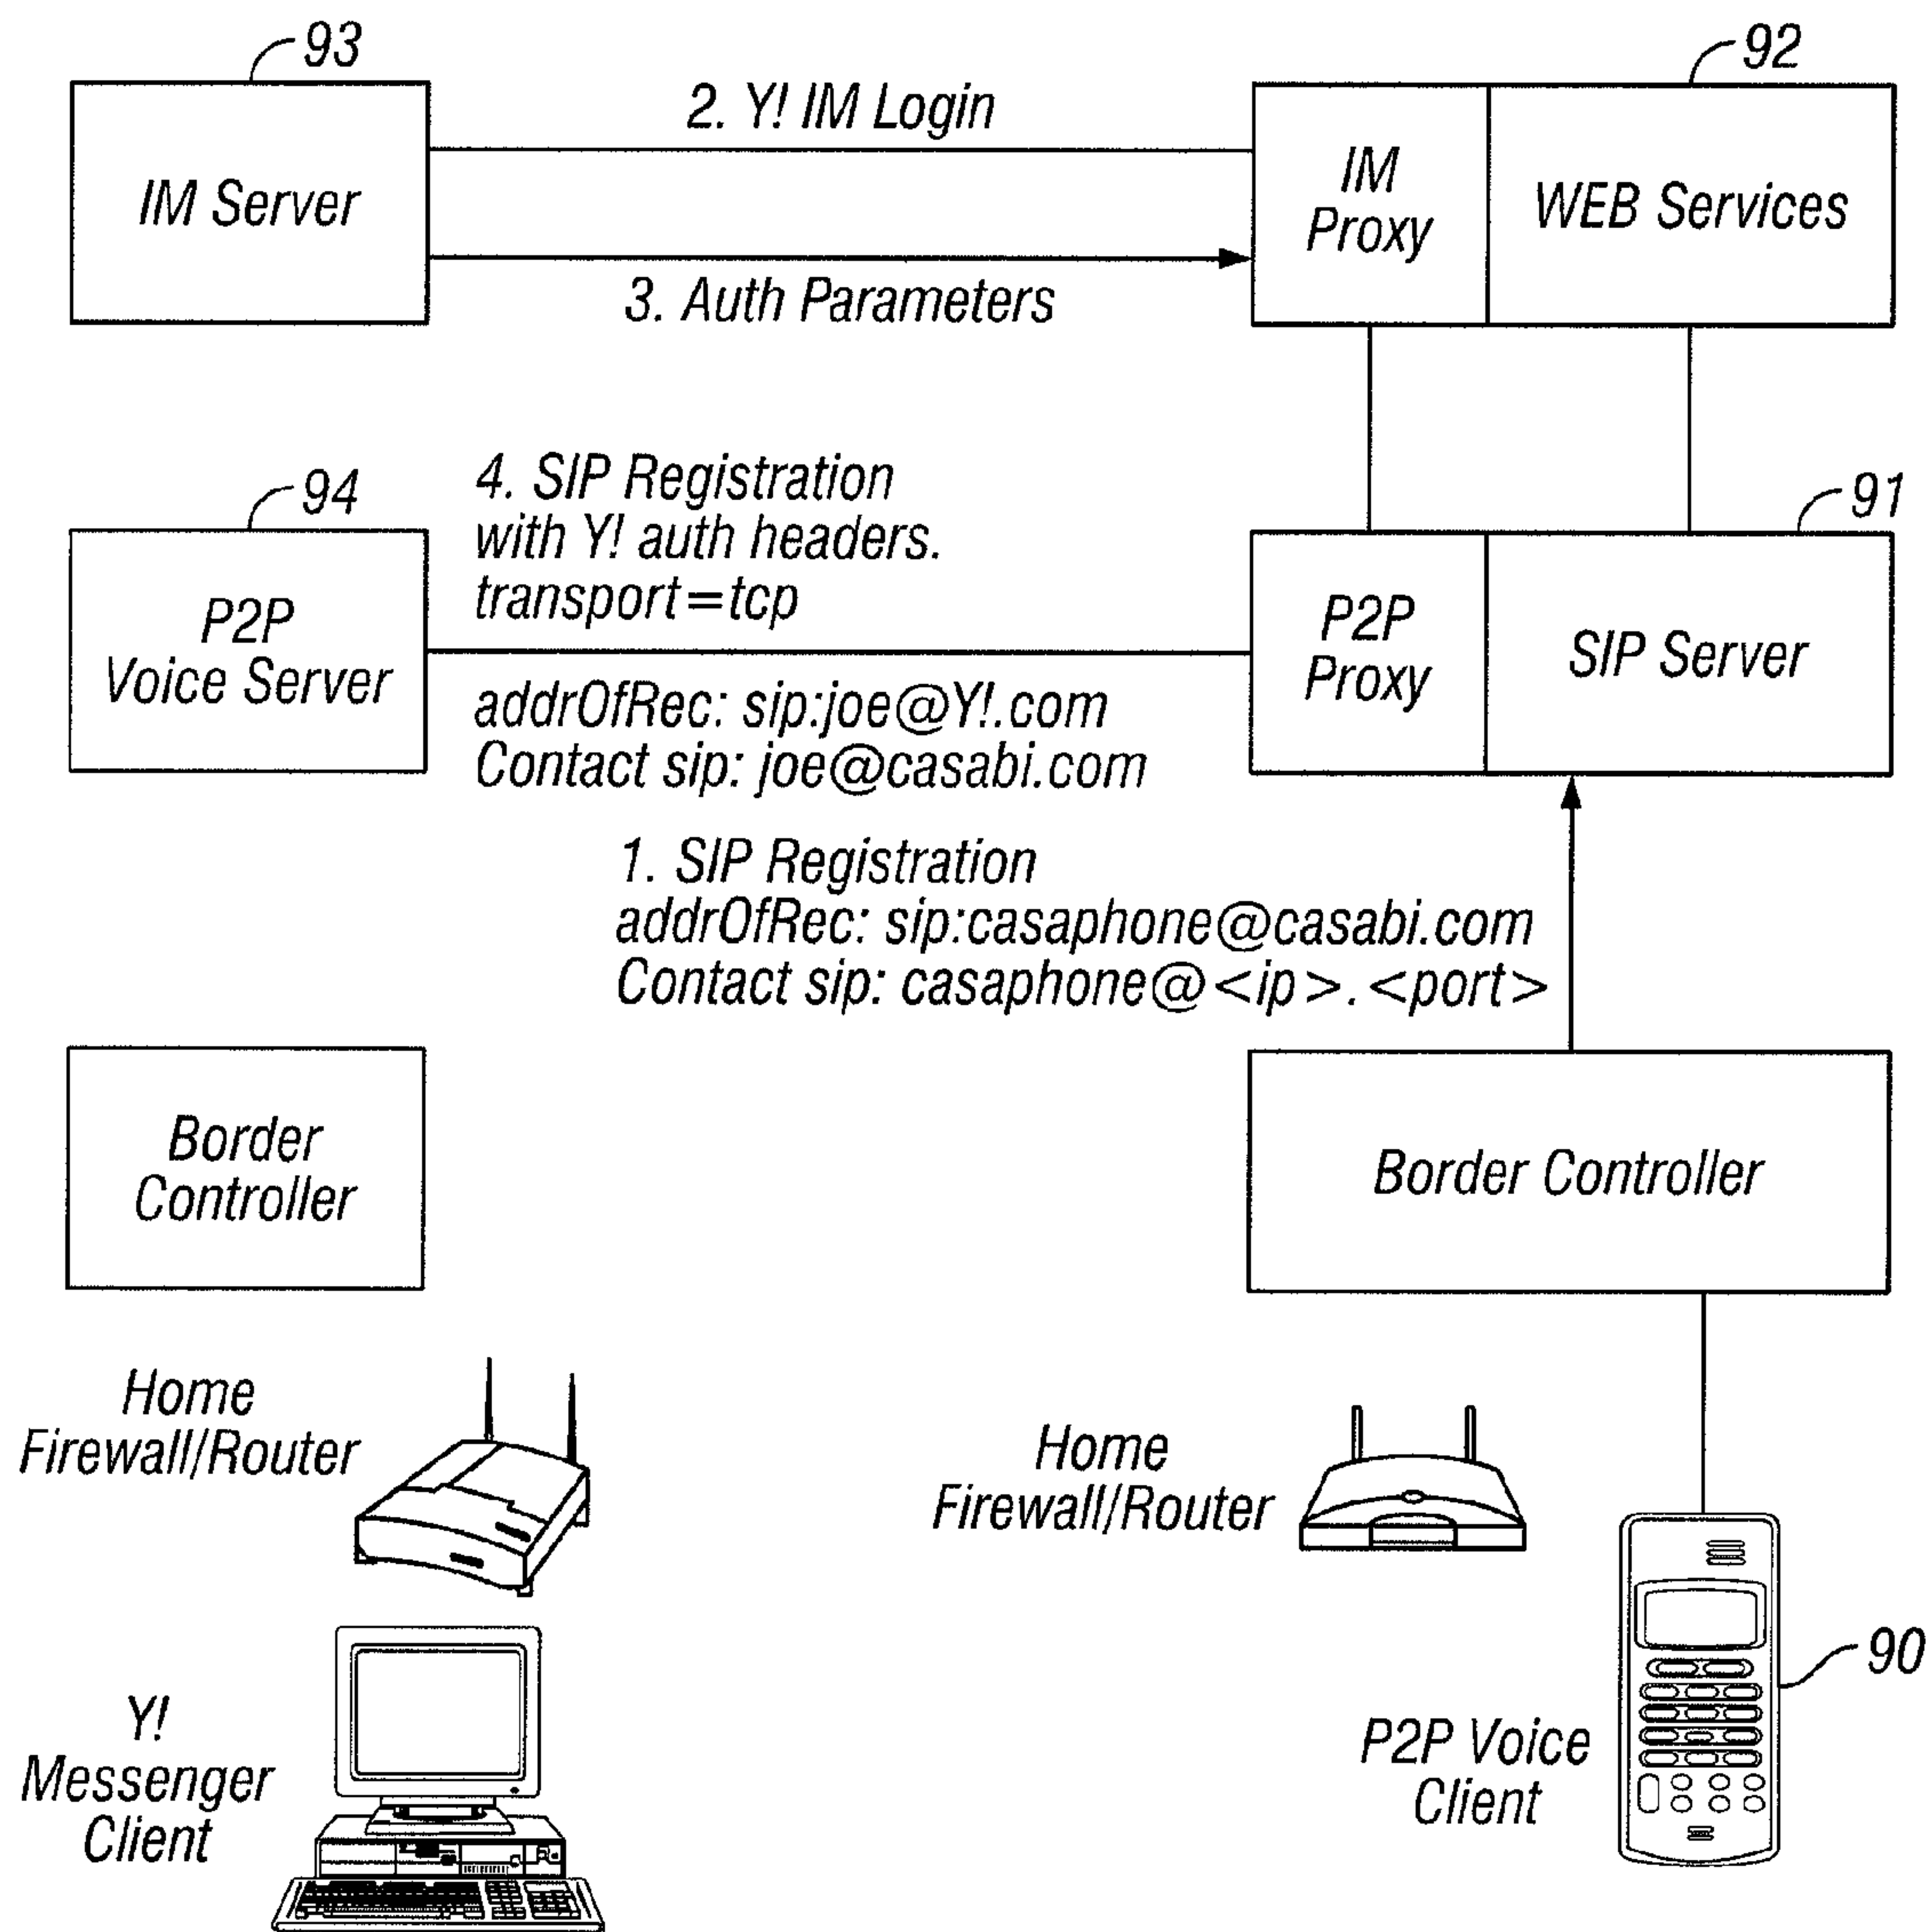 93
92
2. Y! IM Login
IM Server
IM
Proxy
WEB Services
3. Auth Parameters
94
4. SIP Registration
with Y! auth headers.
transport=tcp
91
P2P
Voice Server
P2P
Proxy
SIP Server
addrOfRec: sip:joe@Y!.com
Contact sip: joe@casabi.com
1. SIP Registration
addrOfRec: sip:casaphone@casabi.com
Contact sip: casaphone@<ip>.<port>
Border
Controller
Border Controller
Home
Firewall/Router
Home
Firewall/Router
90
Y!
Messenger
Client
P2P Voice
Client